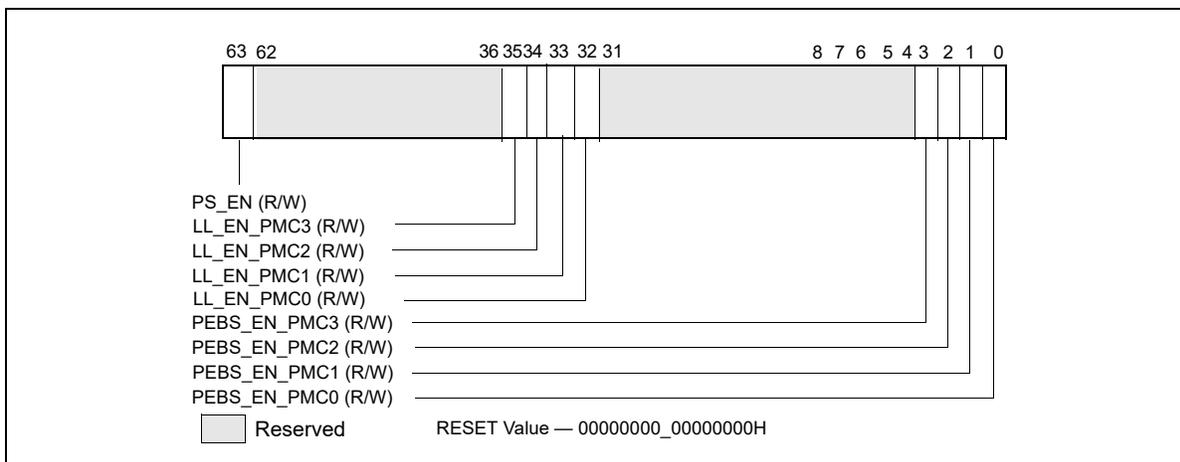 63 62 36 35 34 33 32 31 8 7 6 5 4 3 2 1 0
PS_EN (R/W)
LL_EN_PMC3 (R/W)
LL_EN_PMC2 (R/W)
LL_EN_PMC1 (R/W)
LL_EN_PMC0 (R/W)
PEBS_EN_PMC3 (R/W)
PEBS_EN_PMC2 (R/W)
PEBS_EN_PMC1 (R/W)
PEBS_EN_PMC0 (R/W)
Reserved RESET Value — 00000000_00000000H